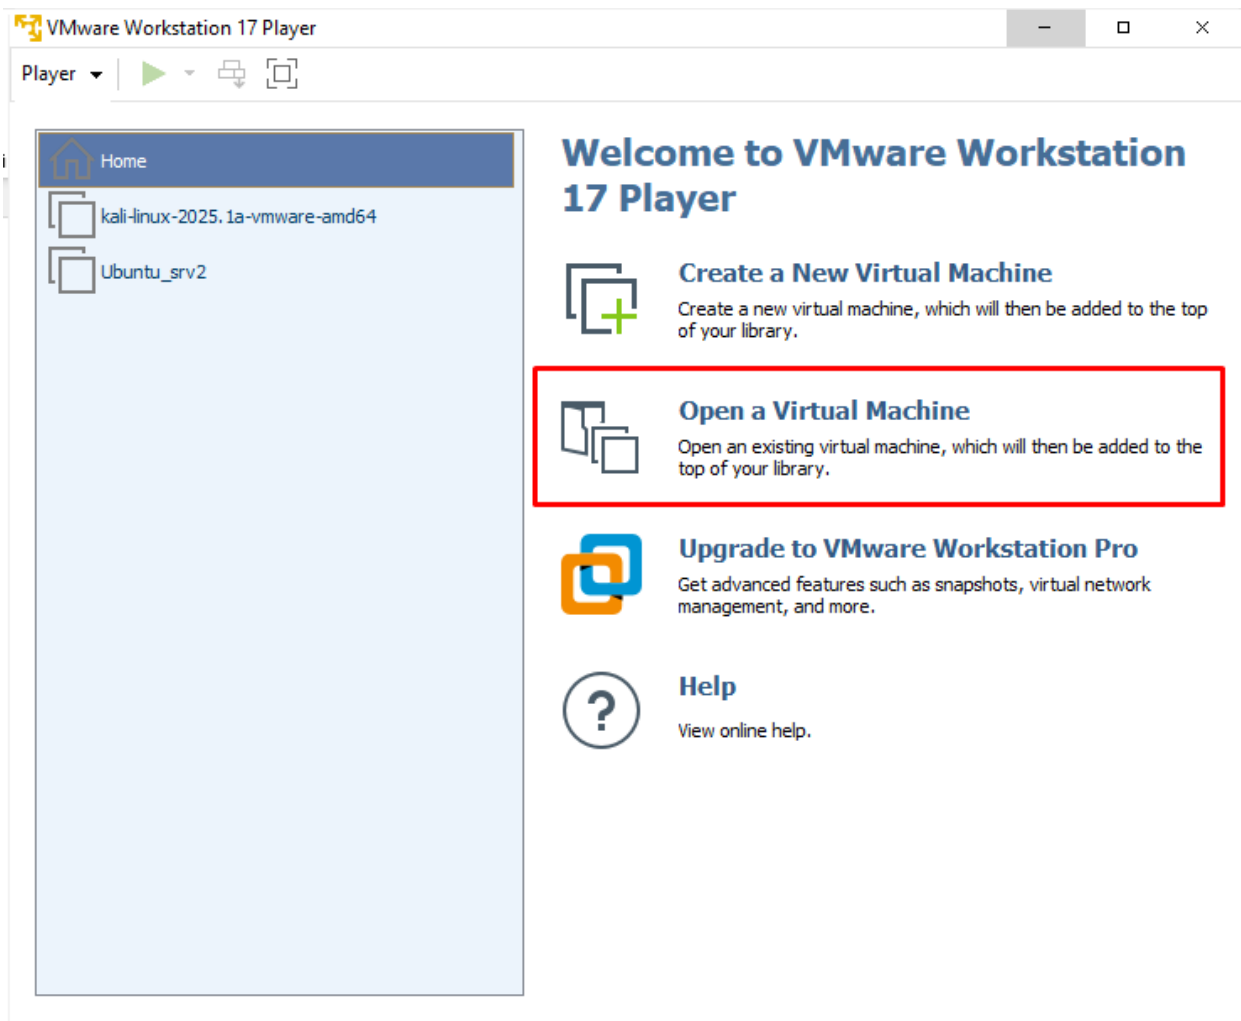 VMware Workstation 17 Player
Player
Home
kali-linux-2025.1a-vmware-amd64
Ubuntu_srv2
Welcome to VMware Workstation
17 Player
Create a New Virtual Machine
Create a new virtual machine, which will then be added to the top
of your library.
Open a Virtual Machine
Open an existing virtual machine, which will then be added to the
top of your library.
Upgrade to VMware Workstation Pro
Get advanced features such as snapshots, virtual network
management, and more.
?
Help
View online help.